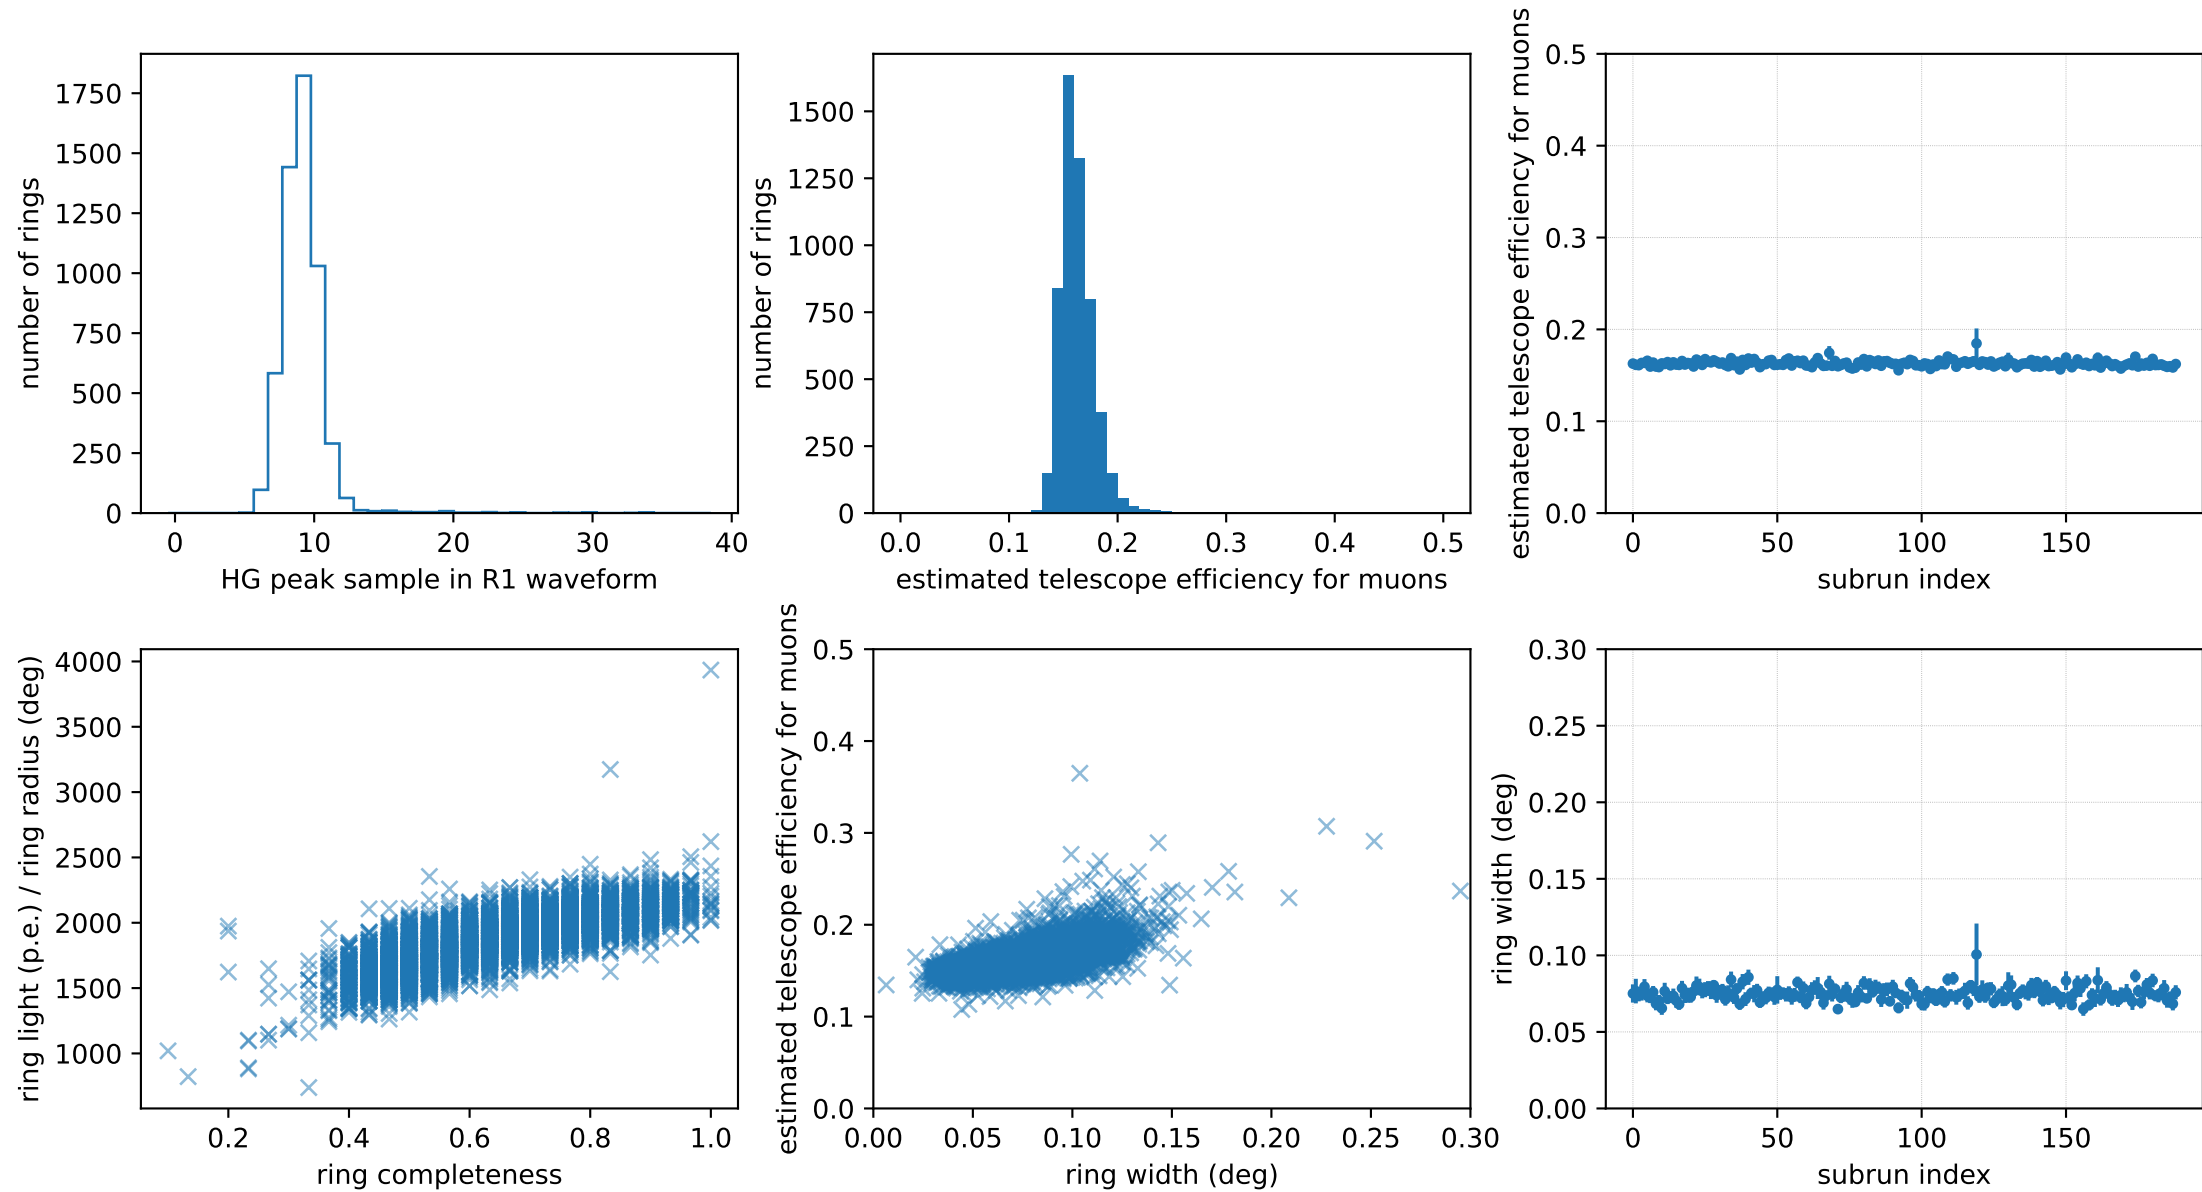 number of rings
1750
1500
1250
1000
750
500
250
0
0 10 20 30 40
HG peak sample in R1 waveform
number of rings
1500
1250
1000
750
500
250
0
0.0 0.1 0.2 0.3 0.4 0.5
estimated telescope efficiency for muons
estimated telescope efficiency for muons
0.5
0.4
0.3
0.2
0.1
0.0
0 50 100 150
subrun index
ring light (p.e.) / ring radius (deg)
4000
3500
3000
2500
2000
1500
1000
0.2 0.4 0.6 0.8 1.0
ring completeness
estimated telescope efficiency for muons
0.5
0.4
0.3
0.2
0.1
0.0
0.00 0.05 0.10 0.15 0.20 0.25 0.30
ring width (deg)
ring width (deg)
0.30
0.25
0.20
0.15
0.10
0.05
0.00
0 50 100 150
subrun index